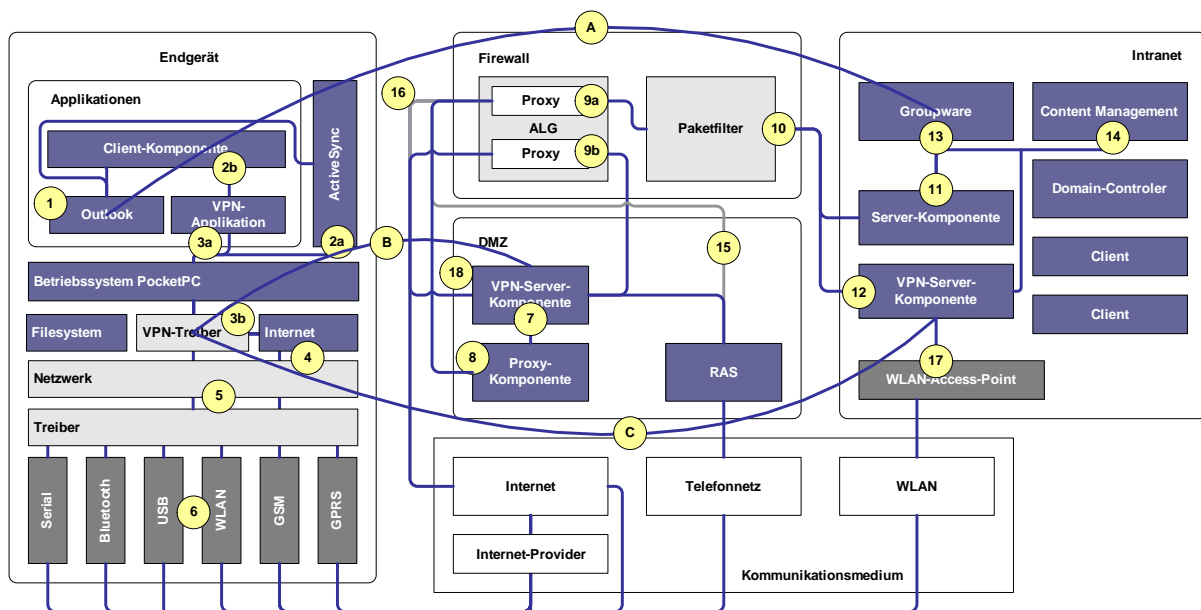 A
Endgerät
Applikationen
Client-Komponente
2b
1
Outlook
VPN-
Applikation
3a
2a
ActiveSync
Betriebssystem PocketPC
Filesystem
VPN-Treiber
3b
Internet
4
Netzwerk
5
Treiber
Serial
Bluetooth
USB
6
WLAN
GSM
GPRS
16
B
Firewall
Proxy
9a
ALG
Proxy
9b
Paketfilter
10
DMZ
15
18
VPN-Server-
Komponente
7
8
Proxy-
Komponente
RAS
C
Intranet
Groupware
13
Content Management
14
11
Server-Komponente
Domain-Controler
12
VPN-Server-
Komponente
Client
Client
17
WLAN-Access-Point
Internet
Telefonnetz
WLAN
Internet-Provider
Kommunikationsmedium